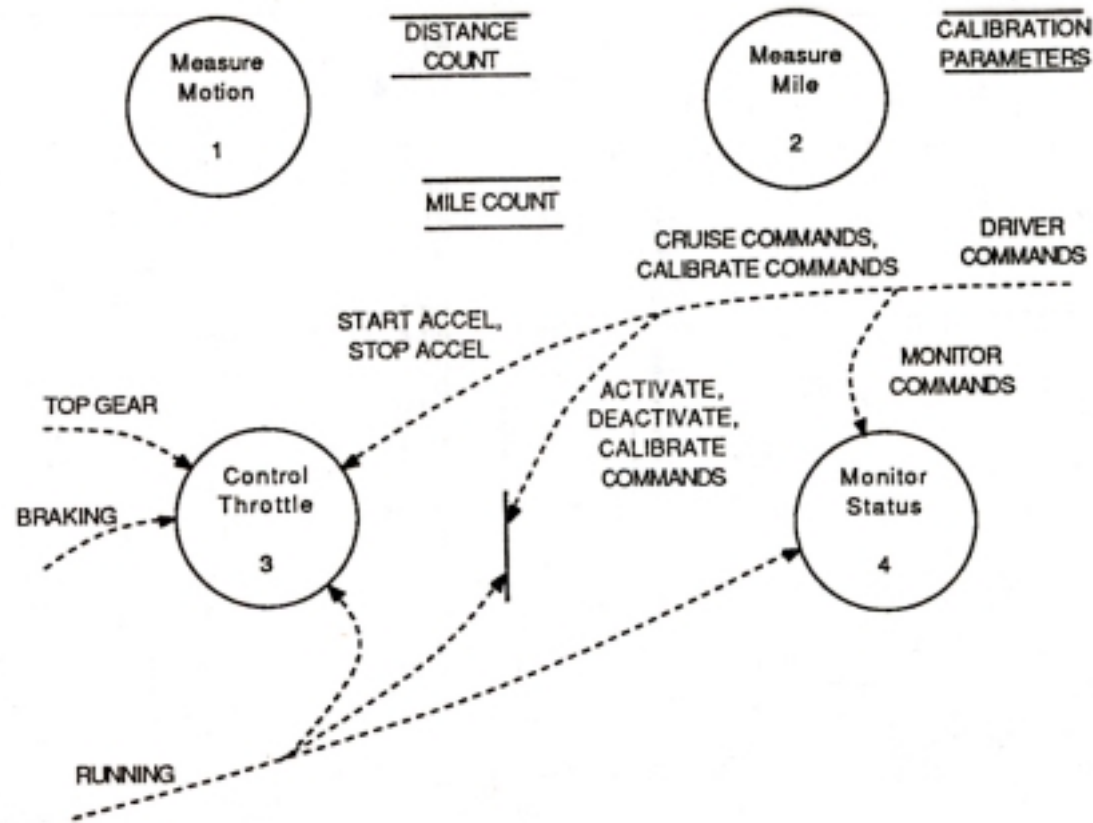 Measure
Motion
1
DISTANCE
COUNT
Measure
Mile
2
CALIBRATION
PARAMETERS
MILE COUNT
CRUISE COMMANDS,
CALIBRATE COMMANDS
DRIVER
COMMANDS
START ACCEL,
STOP ACCEL
MONITOR
COMMANDS
ACTIVATE,
DEACTIVATE,
CALIBRATE
COMMANDS
TOP GEAR
BRAKING
Control
Throttle
3
Monitor
Status
4
RUNNING